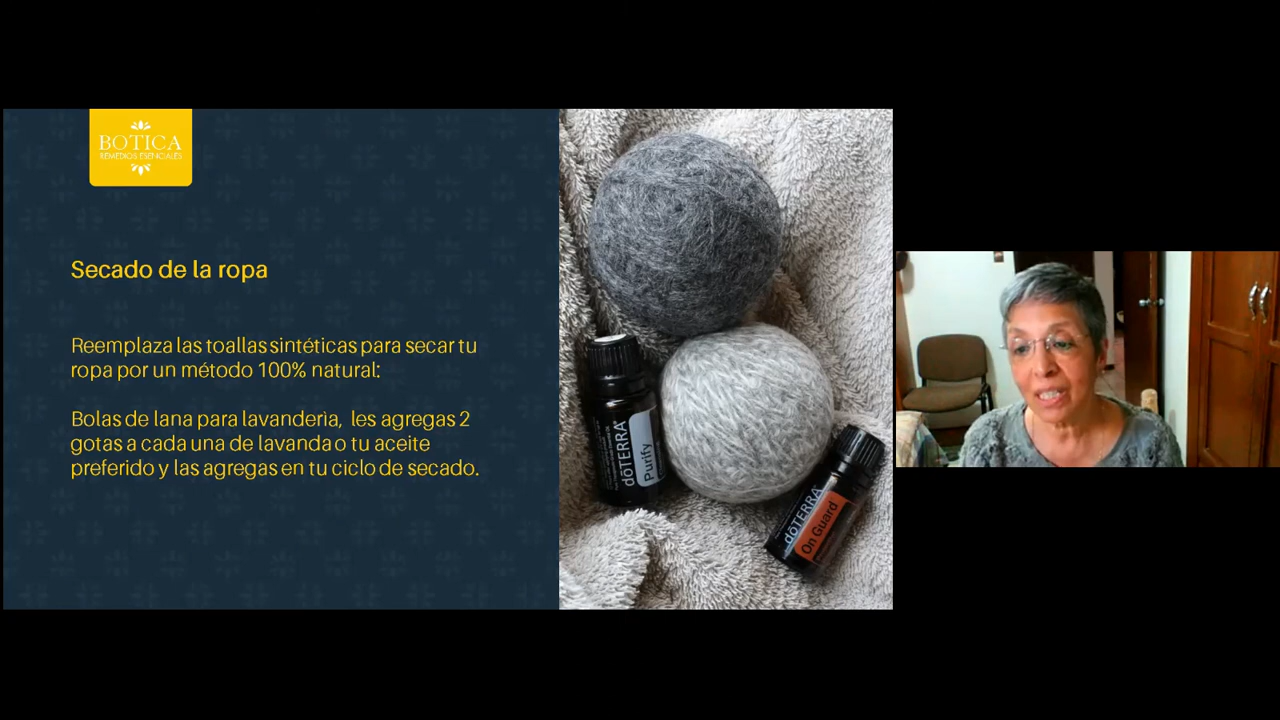 BOTICA
REMEDIOS ESENCIALES
Secado de la ropa
Reemplaza las toallas sintéticas para secar tu
ropa por un método 100% natural:
Bolas de lana para lavanderìa, les agregas 2
gotas a cada una de lavanda o tu aceite
preferido y las agregas en tu ciclo de secado.
dōTERRA
Purify
dōTERRA
On Guard